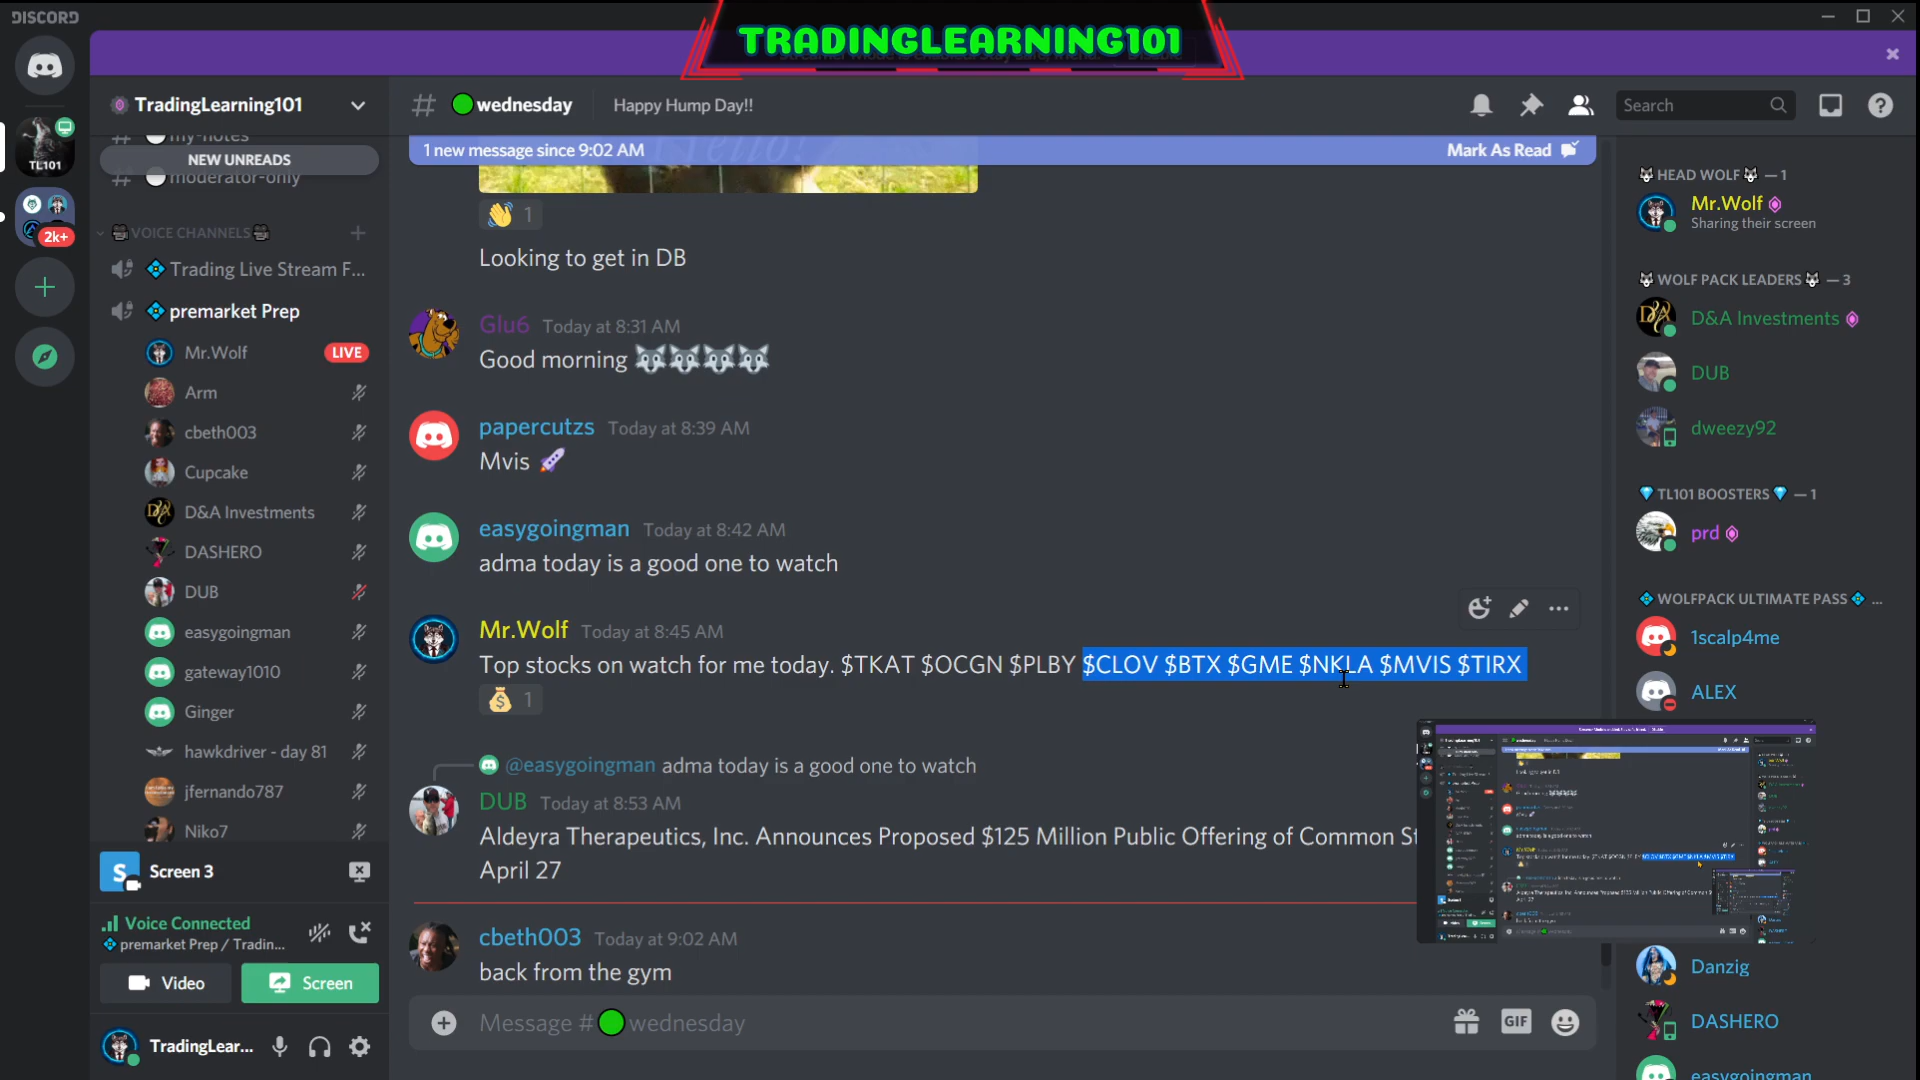 DISCORD
TRADINGLEARNING101
TradingLearning101
wednesday
Happy Hump Day!!
Search
my-notes
NEW UNREADS
moderator-only
TL101
2k+
VOICE CHANNELS
Trading Live Stream F...
premarket Prep
Mr.Wolf
LIVE
Arm
cbeth003
Cupcake
D&A Investments
DASHERO
DUB
easygoingman
gateway1010
Ginger
hawkdriver - day 81
jfernando787
Niko7
Screen 3
Voice Connected
premarket Prep / Tradin...
Video
Screen
TradingLear...
1 new message since 9:02 AM
Mark As Read
1
Looking to get in DB
Glu6 Today at 8:31 AM
Good morning
papercutzs Today at 8:39 AM
Mvis
easygoingman Today at 8:42 AM
adma today is a good one to watch
Mr.Wolf Today at 8:45 AM
Top stocks on watch for me today. $TKAT $OCGN $PLBY $CLOV $BTX $GME $NKLA $MVIS $TIRX
1
@easygoingman adma today is a good one to watch
DUB Today at 8:53 AM
Aldeyra Therapeutics, Inc. Announces Proposed $125 Million Public Offering of Common St
April 27
cbeth003 Today at 9:02 AM
back from the gym
Message # wednesday
GIF
HEAD WOLF — 1
Mr.Wolf
Sharing their screen
WOLF PACK LEADERS — 3
D&A Investments
DUB
dweezy92
TL101 BOOSTERS — 1
prd
WOLFPACK ULTIMATE PASS ...
1scalp4me
ALEX
Danzig
DASHERO
easygoingman